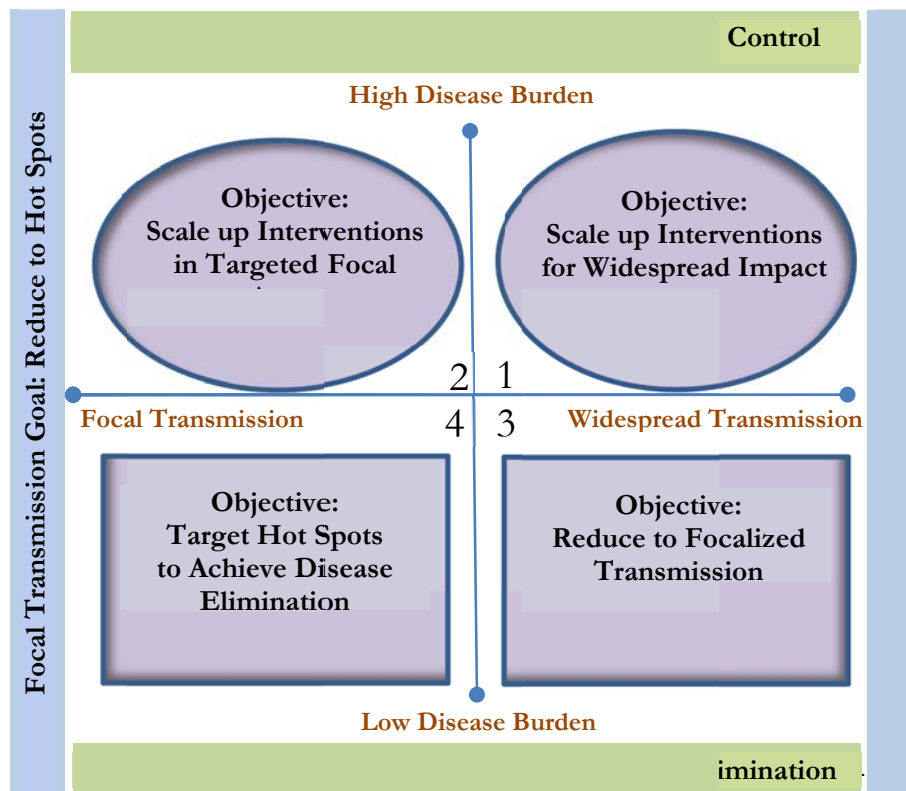 Control
High Disease Burden
Focal Transmission Goal: Reduce to Hot Spots
Objective:
Scale up Interventions
in Targeted Focal
Objective:
Scale up Interventions
for Widespread Impact
2
1
Focal Transmission
Widespread Transmission
4
3
Objective:
Target Hot Spots
to Achieve Disease
Elimination
Objective:
Reduce to Focalized
Transmission
Low Disease Burden
imination